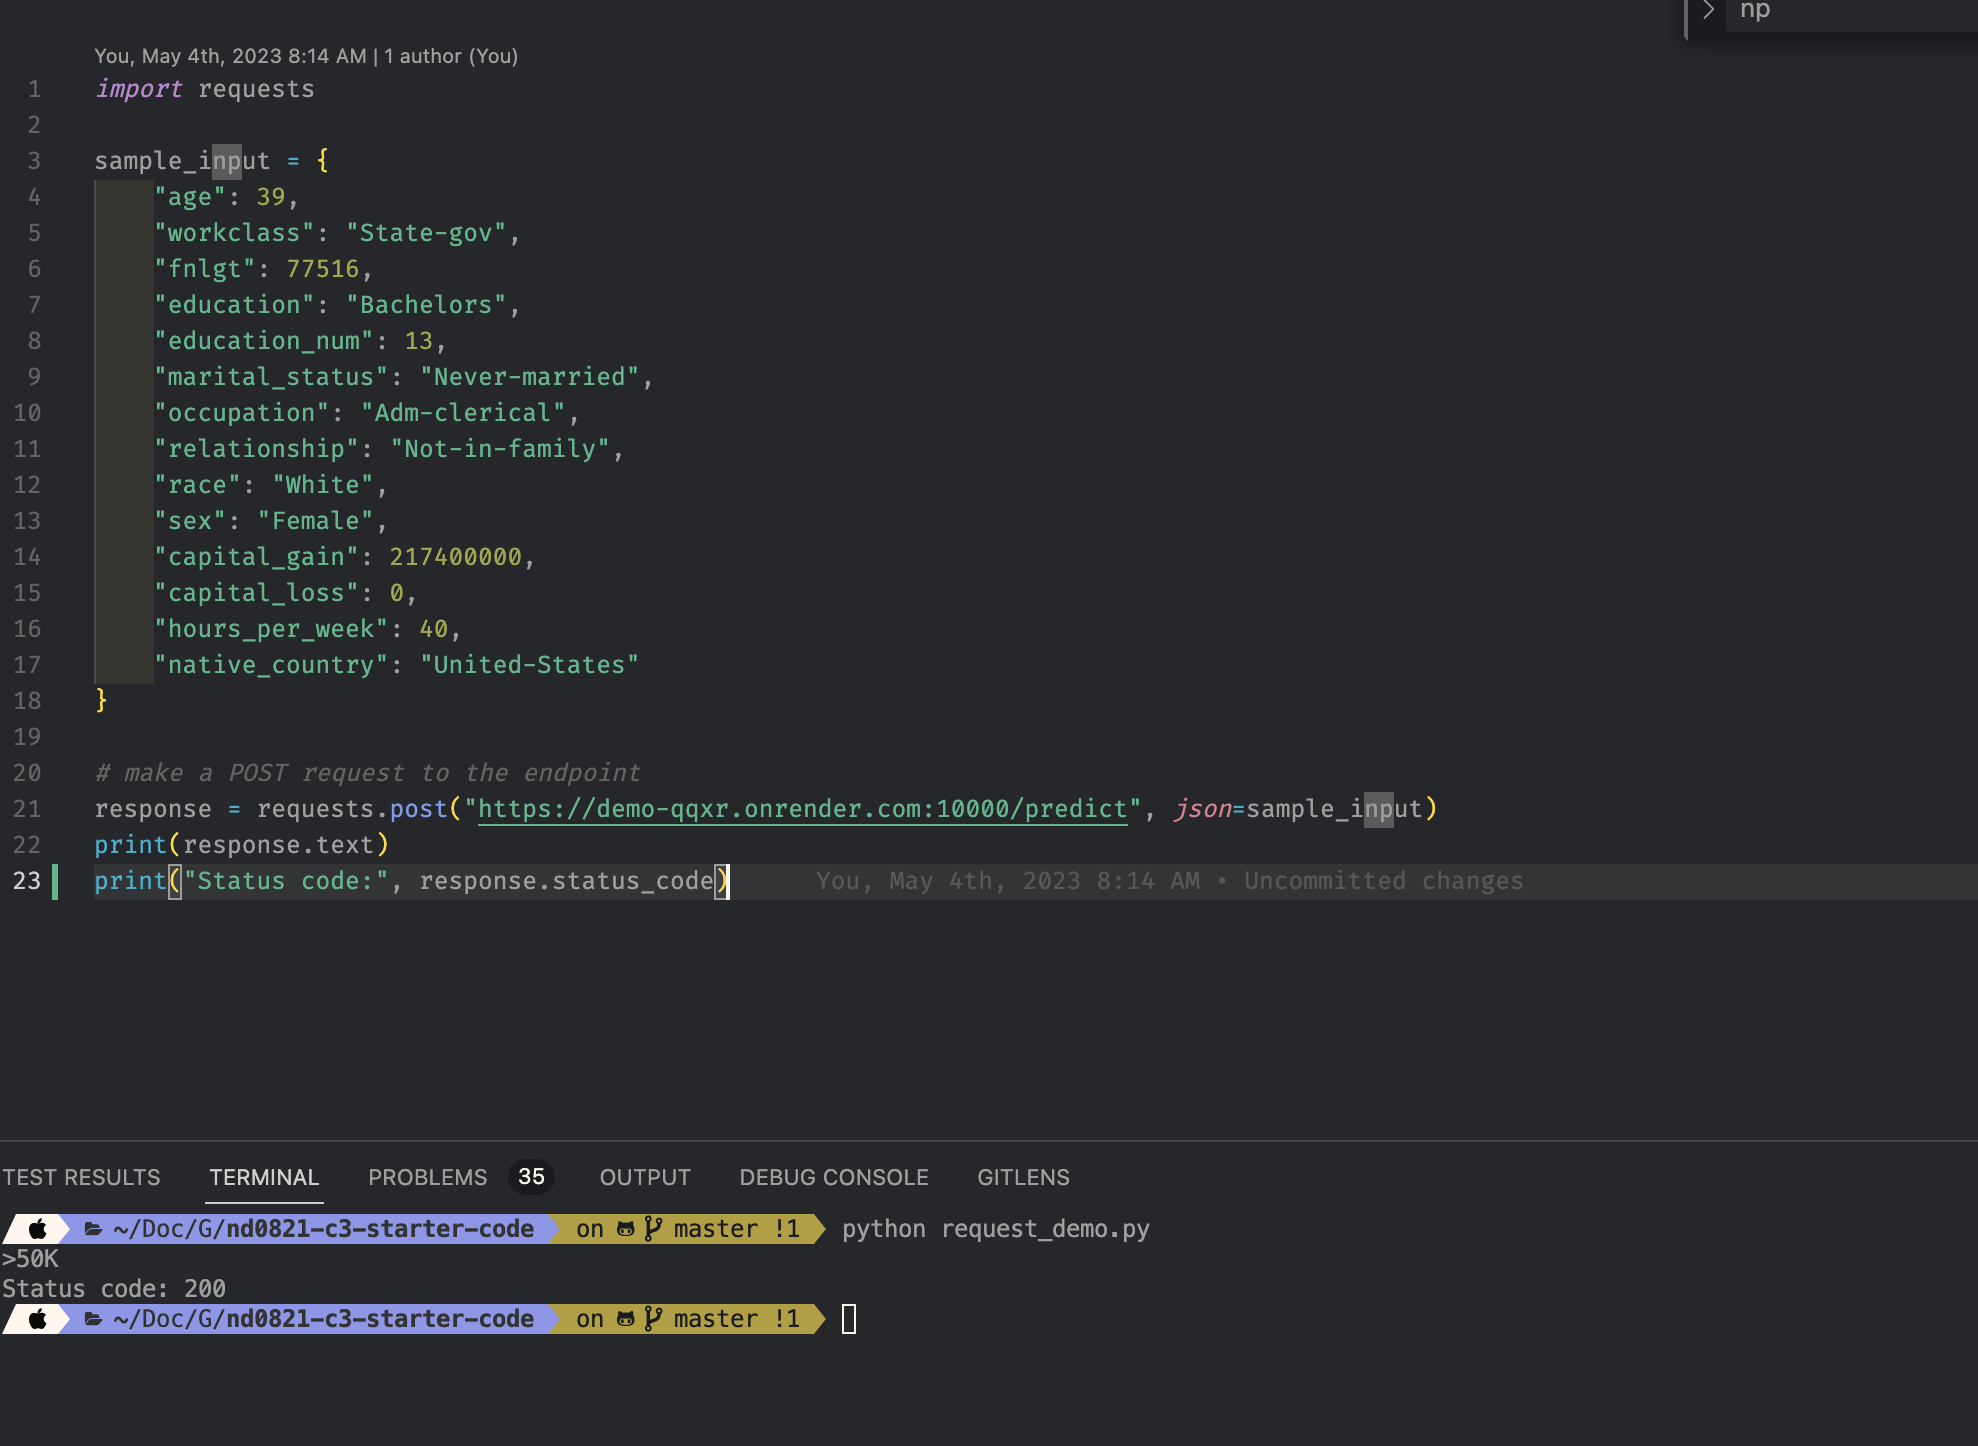 np
You, May 4th, 2023 8:14 AM | 1 author (You)
1 import requests
2
3 sample_input = {
4 "age": 39,
5 "workclass": "State-gov",
6 "fnlgt": 77516,
7 "education": "Bachelors",
8 "education_num": 13,
9 "marital_status": "Never-married",
10 "occupation": "Adm-clerical",
11 "relationship": "Not-in-family",
12 "race": "White",
13 "sex": "Female",
14 "capital_gain": 217400000,
15 "capital_loss": 0,
16 "hours_per_week": 40,
17 "native_country": "United-States"
18 }
19
20 # make a POST request to the endpoint
21 response = requests.post("https://demo-qqxr.onrender.com:10000/predict", json=sample_input)
22 print(response.text)
23 print("Status code:", response.status_code) You, May 4th, 2023 8:14 AM • Uncommitted changes
TEST RESULTS TERMINAL PROBLEMS 35 OUTPUT DEBUG CONSOLE GITLENS
~/Doc/G/nd0821-c3-starter-code on master !1 python request_demo.py
>50K
Status code: 200
~/Doc/G/nd0821-c3-starter-code on master !1